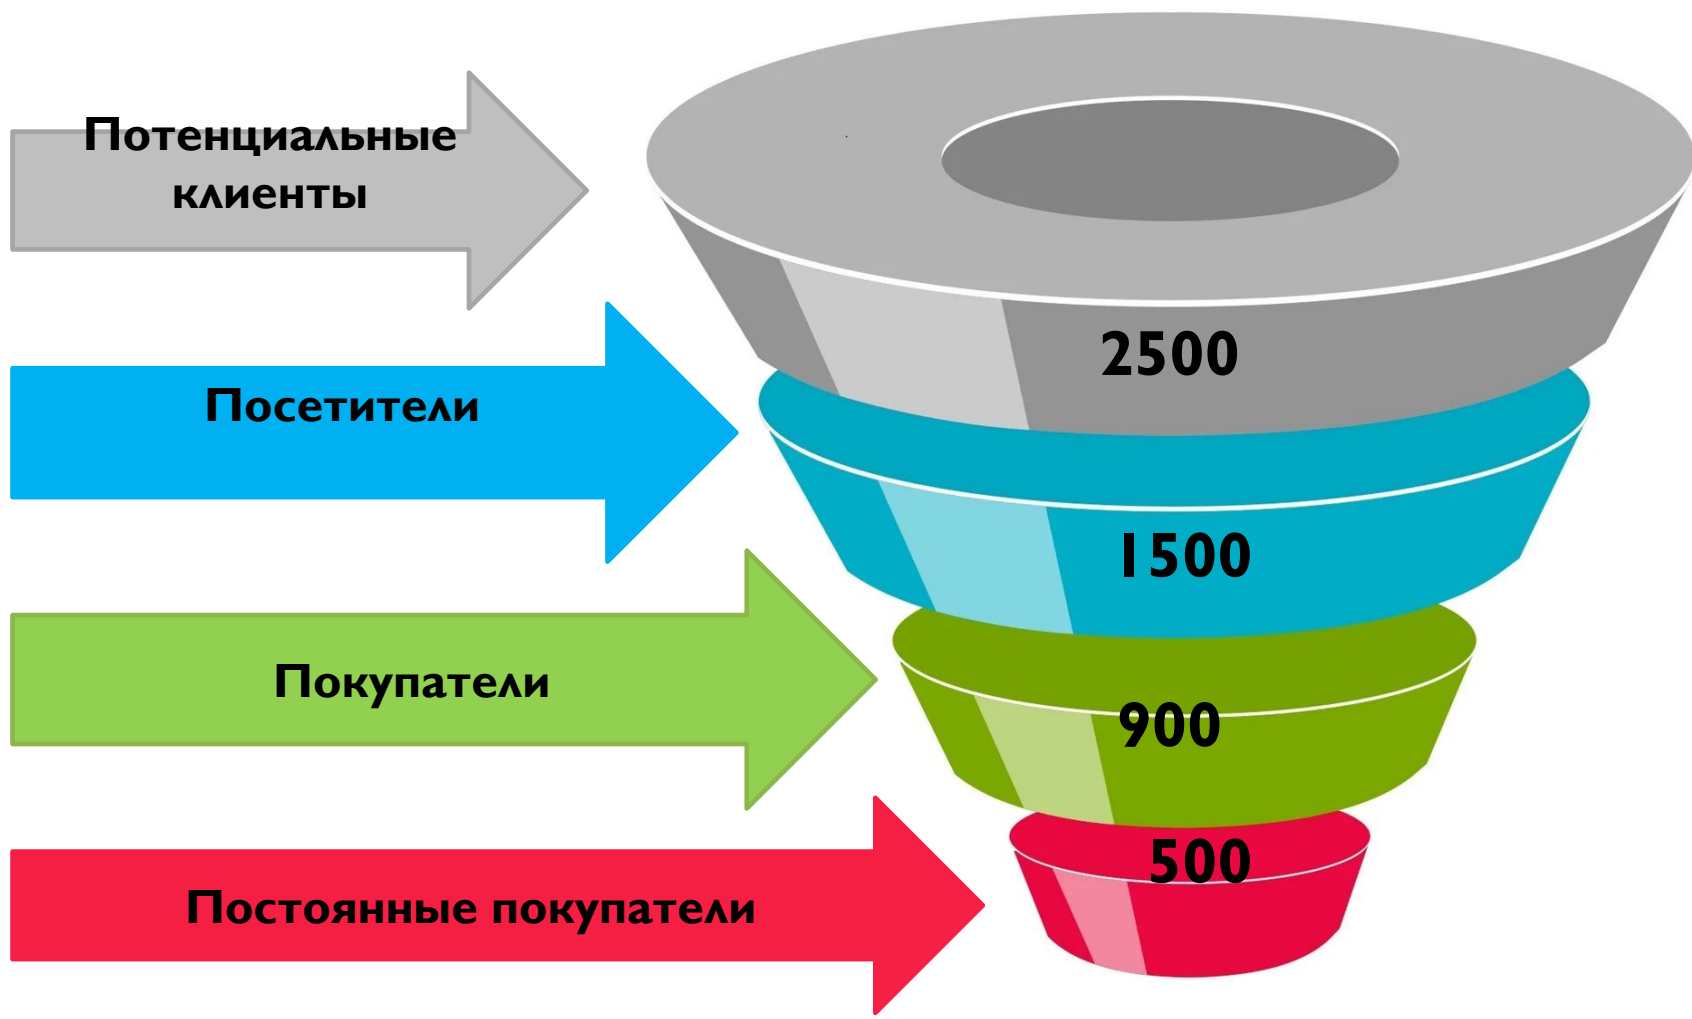 Потенциальные
клиенты
2500
Посетители
1500
Покупатели
900
500
Постоянные покупатели